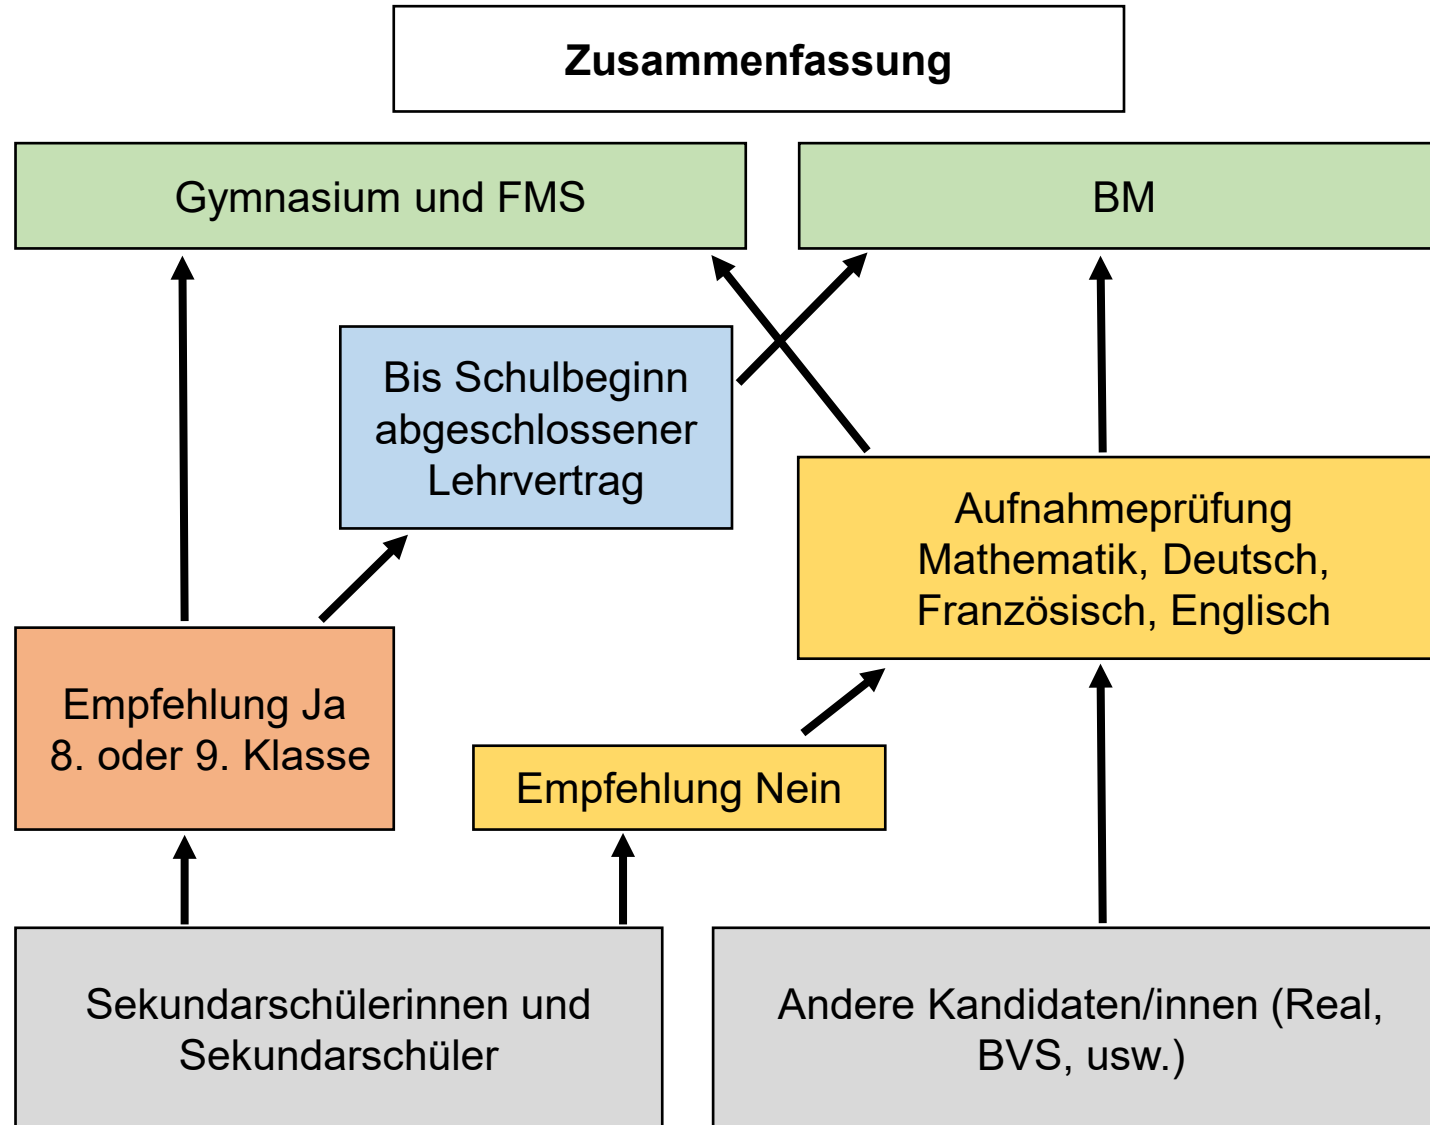 Zusammenfassung
Gymnasium und FMS
BM
Bis Schulbeginn
abgeschlossener
Lehrvertrag
Aufnahmeprüfung
Mathematik, Deutsch,
Französisch, Englisch
Empfehlung Ja
8. oder 9. Klasse
Empfehlung Nein
Sekundarschülerinnen und
Sekundarschüler
Andere Kandidaten/innen (Real,
BVS, usw.)